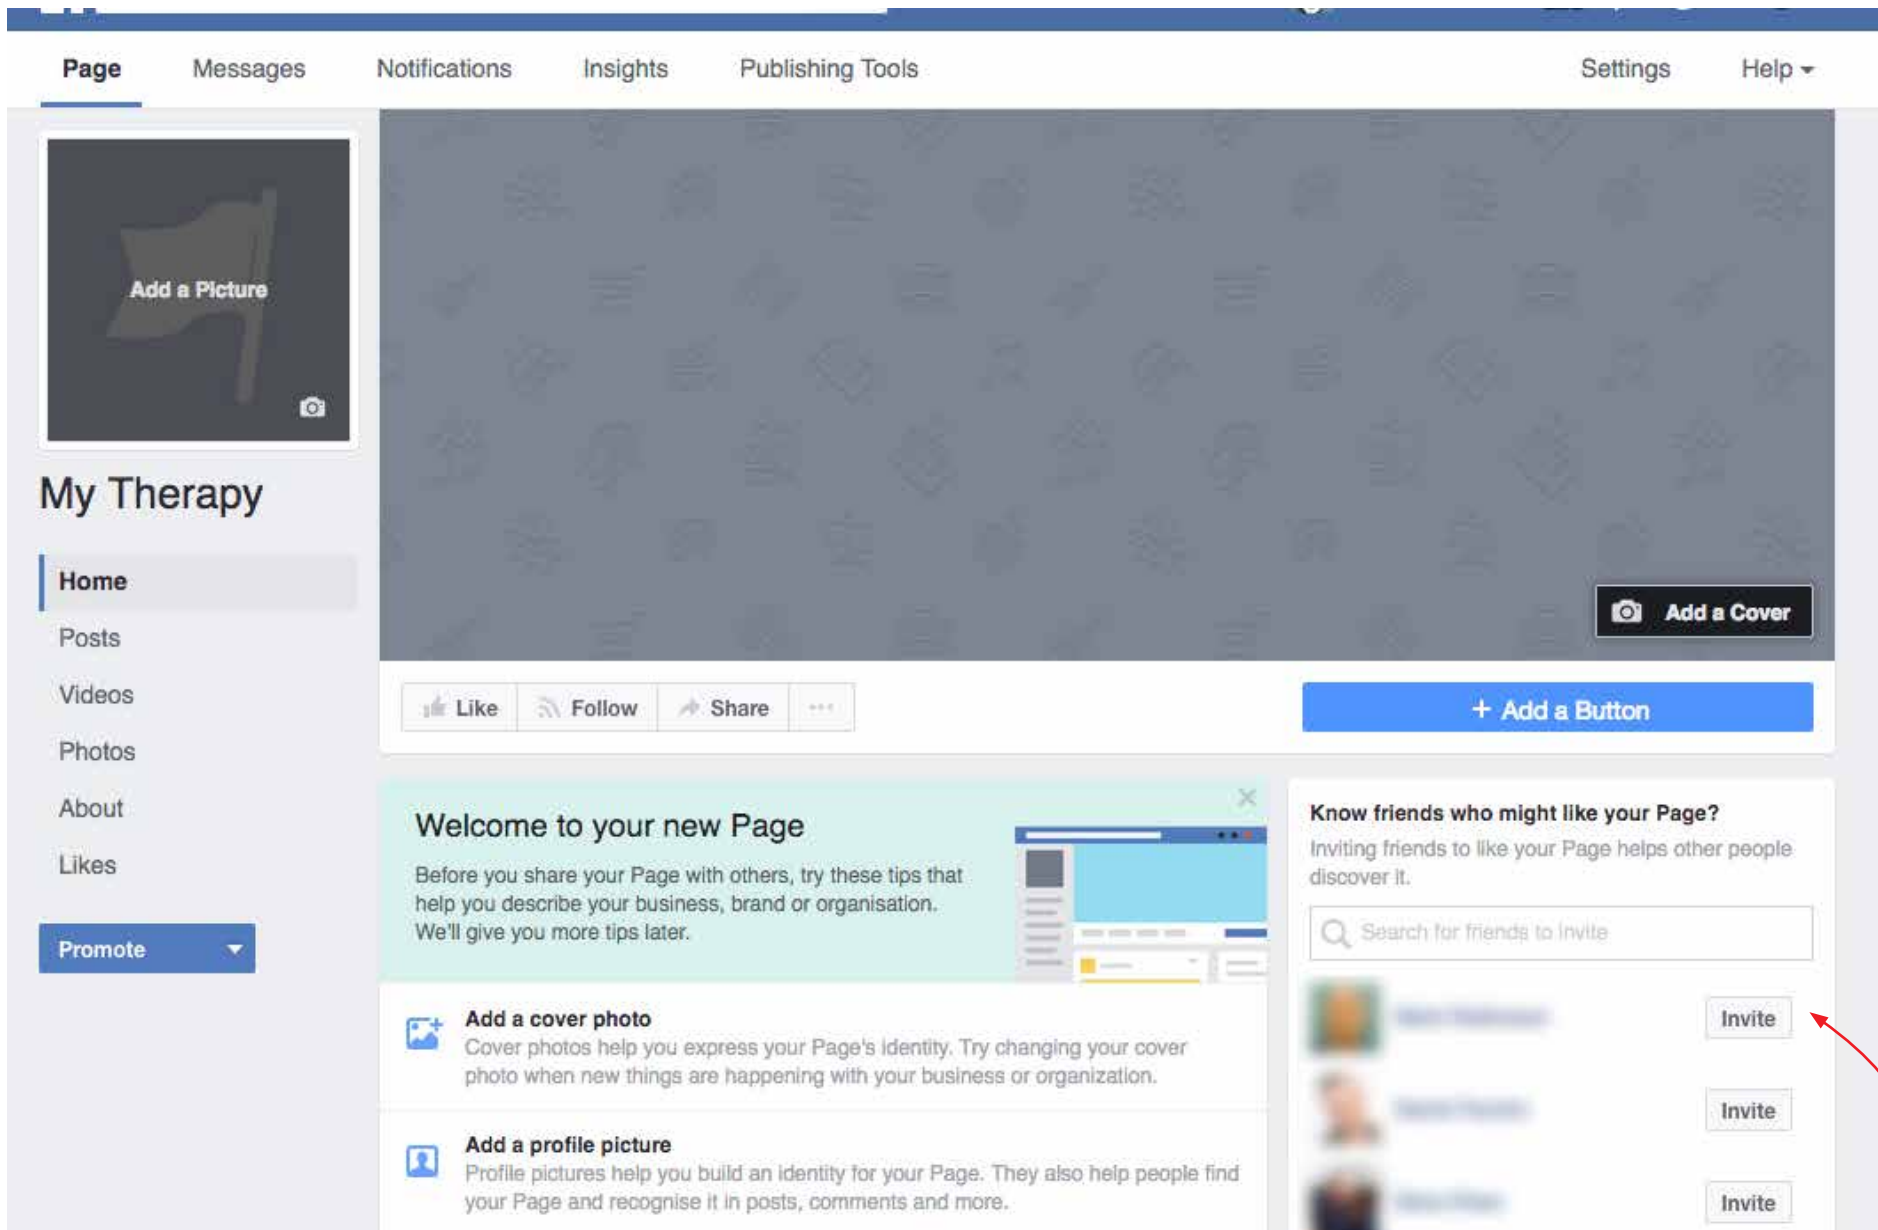 Page Messages Notifications Insights Publishing Tools Settings Help
Add a Picture
My Therapy
Home
Posts
Videos
Photos
About
Likes
Promote
Add a Cover
Like Follow Share
+ Add a Button
Welcome to your new Page
Before you share your Page with others, try these tips that
help you describe your business, brand or organisation.
We'll give you more tips later.
Add a cover photo
Cover photos help you express your Page's identity. Try changing your cover
photo when new things are happening with your business or organization.
Add a profile picture
Profile pictures help you build an identity for your Page. They also help people find
your Page and recognise it in posts, comments and more.
Know friends who might like your Page?
Inviting friends to like your Page helps other people
discover it.
Search for friends to invite
Invite
Invite
Invite